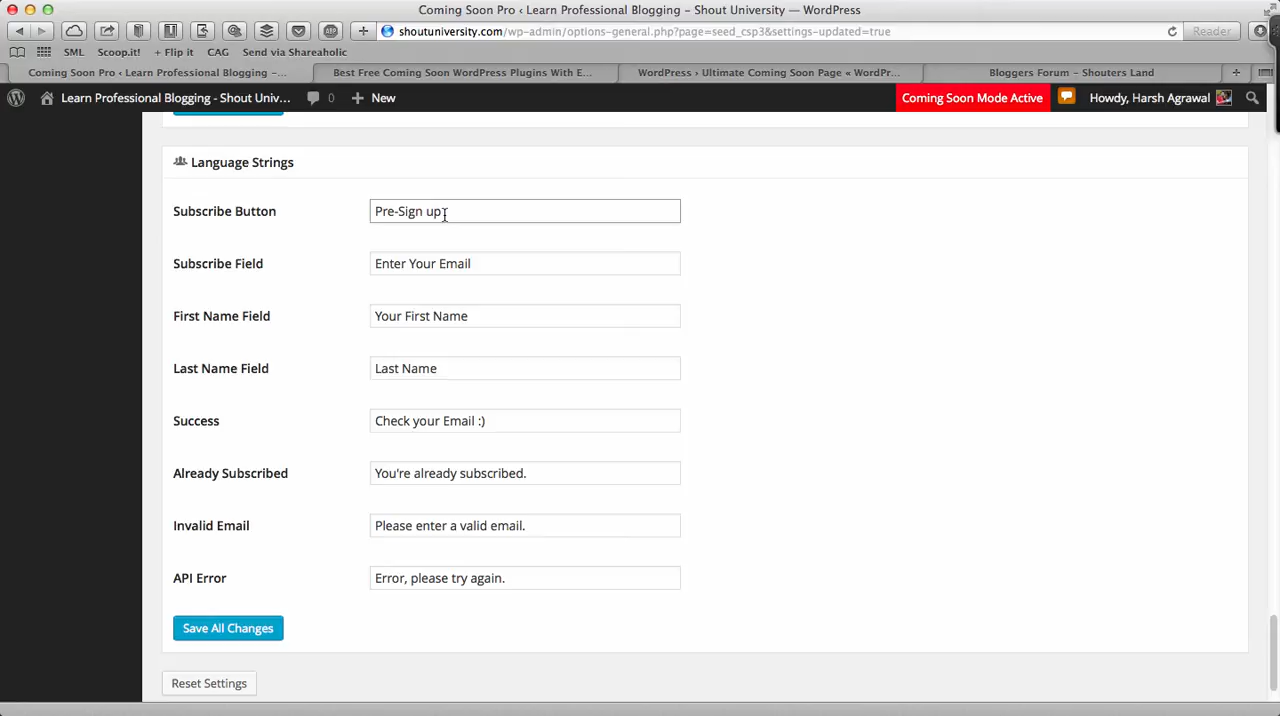 Coming Soon Pro ‹ Learn Professional Blogging – Shout University — WordPress
shoutuniversity.com/wp-admin/options-general.php?page=seed_csp3&settings-updated=true
Reader
SML Scoop.it! + Flip it CAG Send via Shareaholic
Coming Soon Pro ‹ Learn Professional Blogging –... Best Free Coming Soon WordPress Plugins With E... WordPress › Ultimate Coming Soon Page « WordPr... Bloggers Forum – Shouters Land
Learn Professional Blogging - Shout Univ... 0 + New Coming Soon Mode Active Howdy, Harsh Agrawal
Language Strings
Subscribe Button Pre-Sign up
Subscribe Field Enter Your Email
First Name Field Your First Name
Last Name Field Last Name
Success Check your Email :)
Already Subscribed You're already subscribed.
Invalid Email Please enter a valid email.
API Error Error, please try again.
Save All Changes
Reset Settings